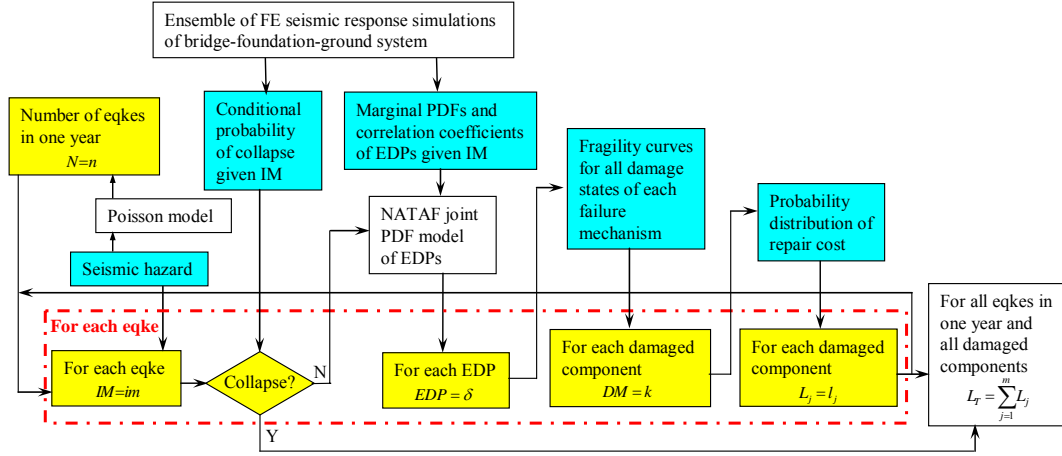 Ensemble of FE seismic response simulations
of bridge-foundation-ground system
Number of eqkes
in one year
N=n
Conditional
probability
of collapse
given IM
Marginal PDFs and
correlation coefficients
of EDPs given IM
Fragility curves
for all damage
states of each
failure
mechanism
Probability
distribution of
repair cost
Poisson model
NATAF joint
PDF model
of EDPs
Seismic hazard
For each eqke
For each eqke
IM=im
Collapse?
N
Y
For each EDP
EDP = δ
For each damaged
component
DM = k
For each damaged
component
L_j = l_j
For all eqkes in
one year and
all damaged
components
L_T = \sum_{j=1}^{m} L_j